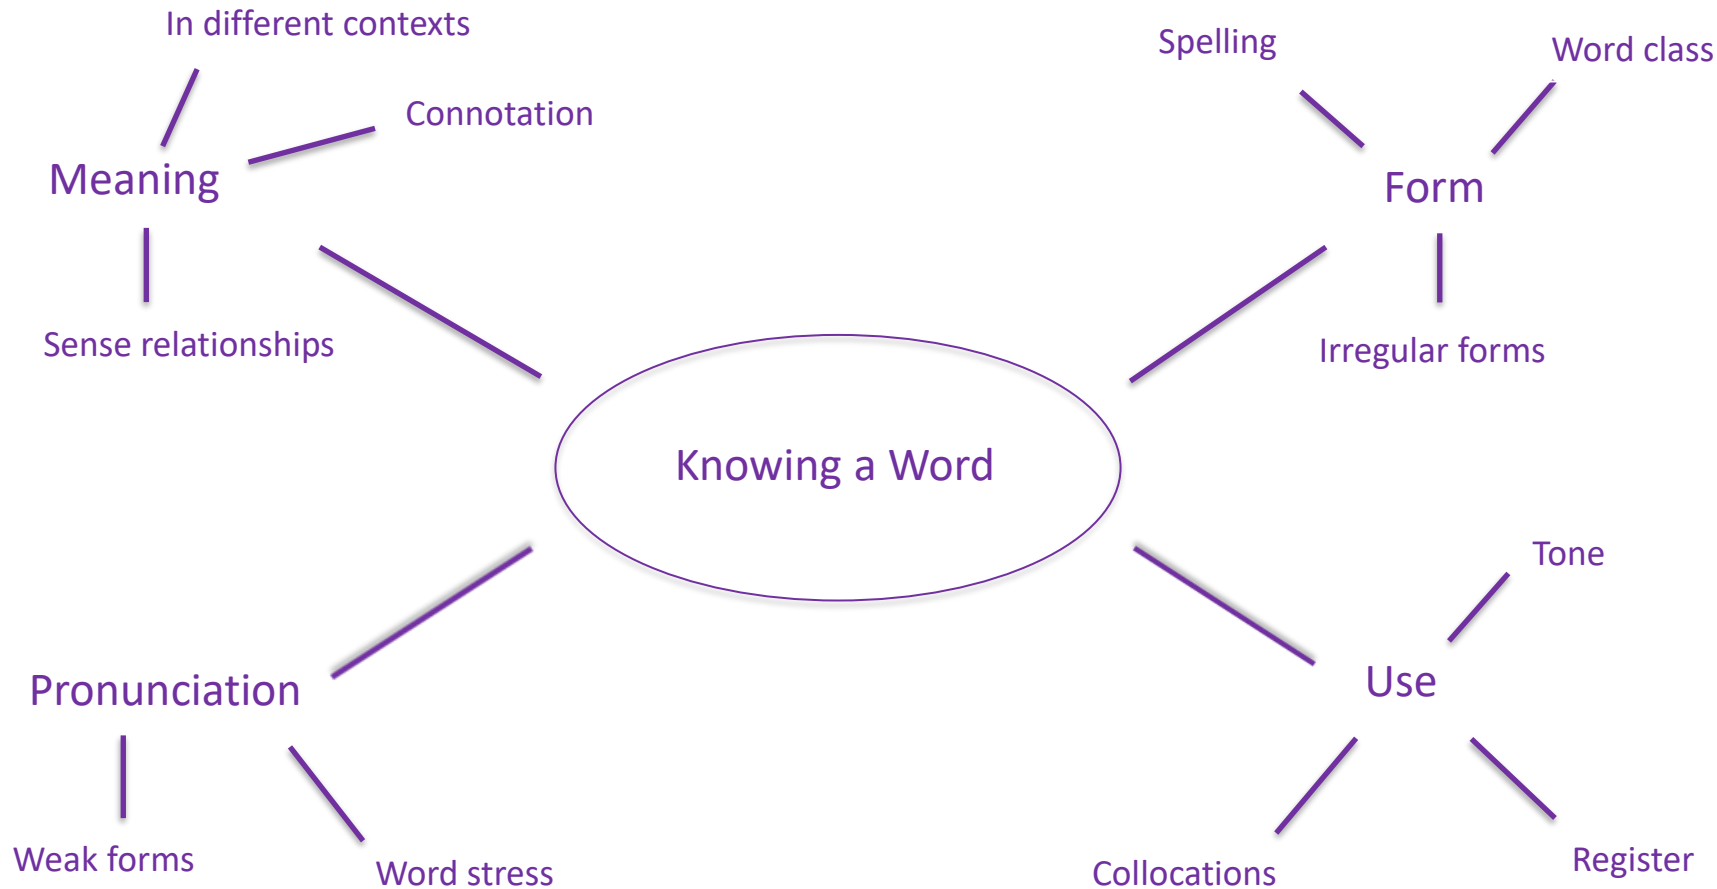 In different contexts
Connotation
Meaning
Sense relationships
Spelling
Word class
Form
Irregular forms
Knowing a Word
Pronunciation
Weak forms
Word stress
Tone
Use
Collocations
Register